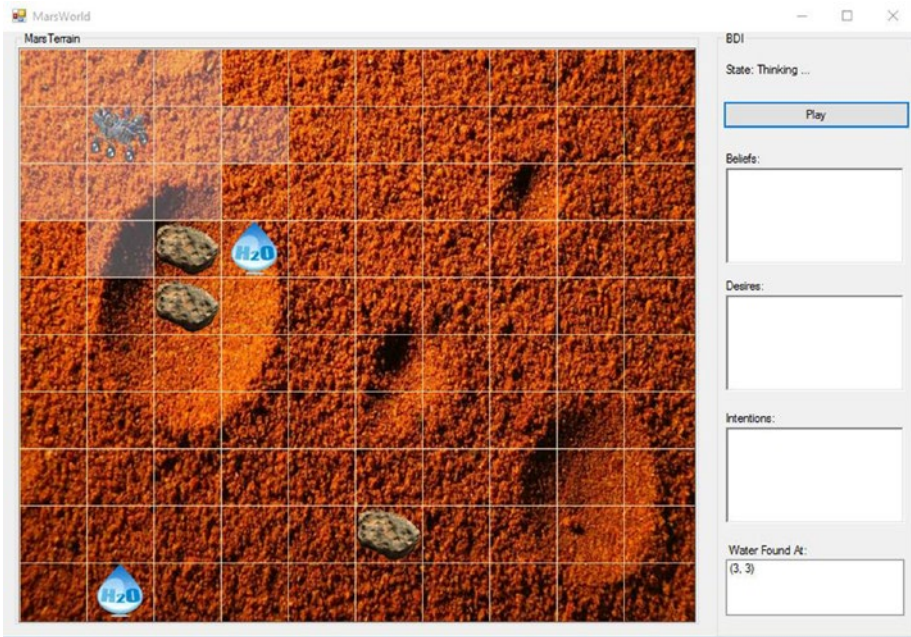 MarsWorld
Mars Terrain
BDI
State: Thinking ...
Play
Beliefs:
H2O
Desires:
Intentions:
Water Found At:
(3, 3)
H2O